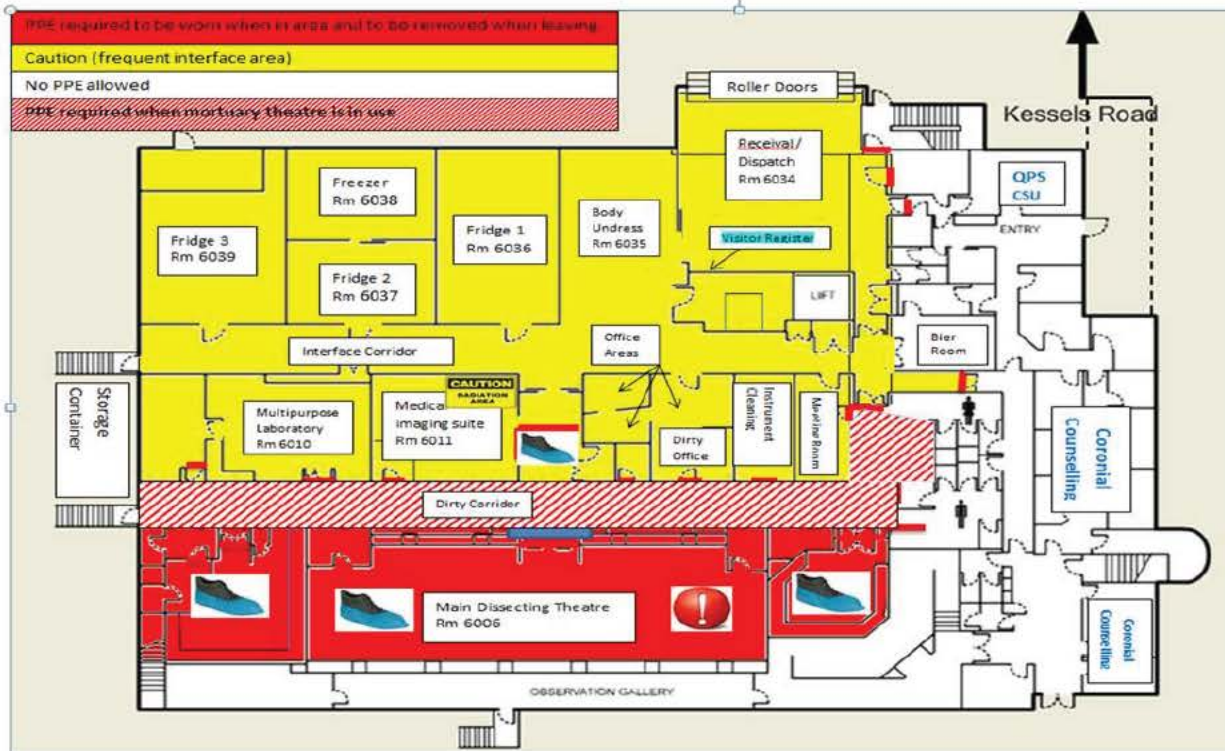 PPE required to be worn when in area and to be removed when leaving
Caution (frequent interface area)
No PPE allowed
PPE required when mortuary theatre is in use
Roller Doors
Kessels Road
Receival/
Dispatch
Rm 6034
QPS
CSU
ENTRY
Freezer
Rm 6038
Fridge 3
Rm 6039
Fridge 1
Rm 6036
Body
Undress
Rm 6035
Visitor Register
Fridge 2
Rm 6037
LIFT
Interface Corridor
Office
Areas
Bier
Room
Storage
Container
Multipurpose
Laboratory
Rm 6010
CAUTION
RADIATION
AREA
Medical
imaging suite
Rm 6011
Dirty
Office
Instrument
Cleaning
Meeting Room
Coronial
Counselling
Dirty Corridor
Main Dissecting Theatre
Rm 6006
Coronial
Counselling
OBSERVATION GALLERY